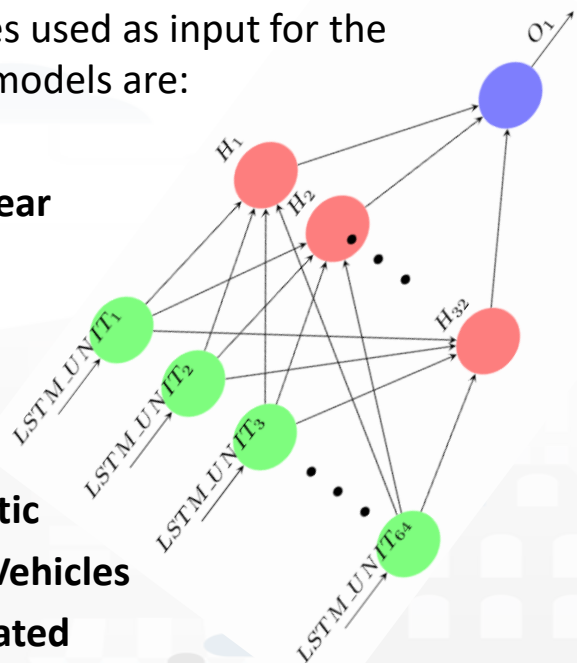 es used as input for the
models are:
ear
tic
Vehicles
ated
O₁
H₁
H₂
H₃₂
LSTM_UNIT₁
LSTM_UNIT₂
LSTM_UNIT₃
LSTM_UNIT₆₄